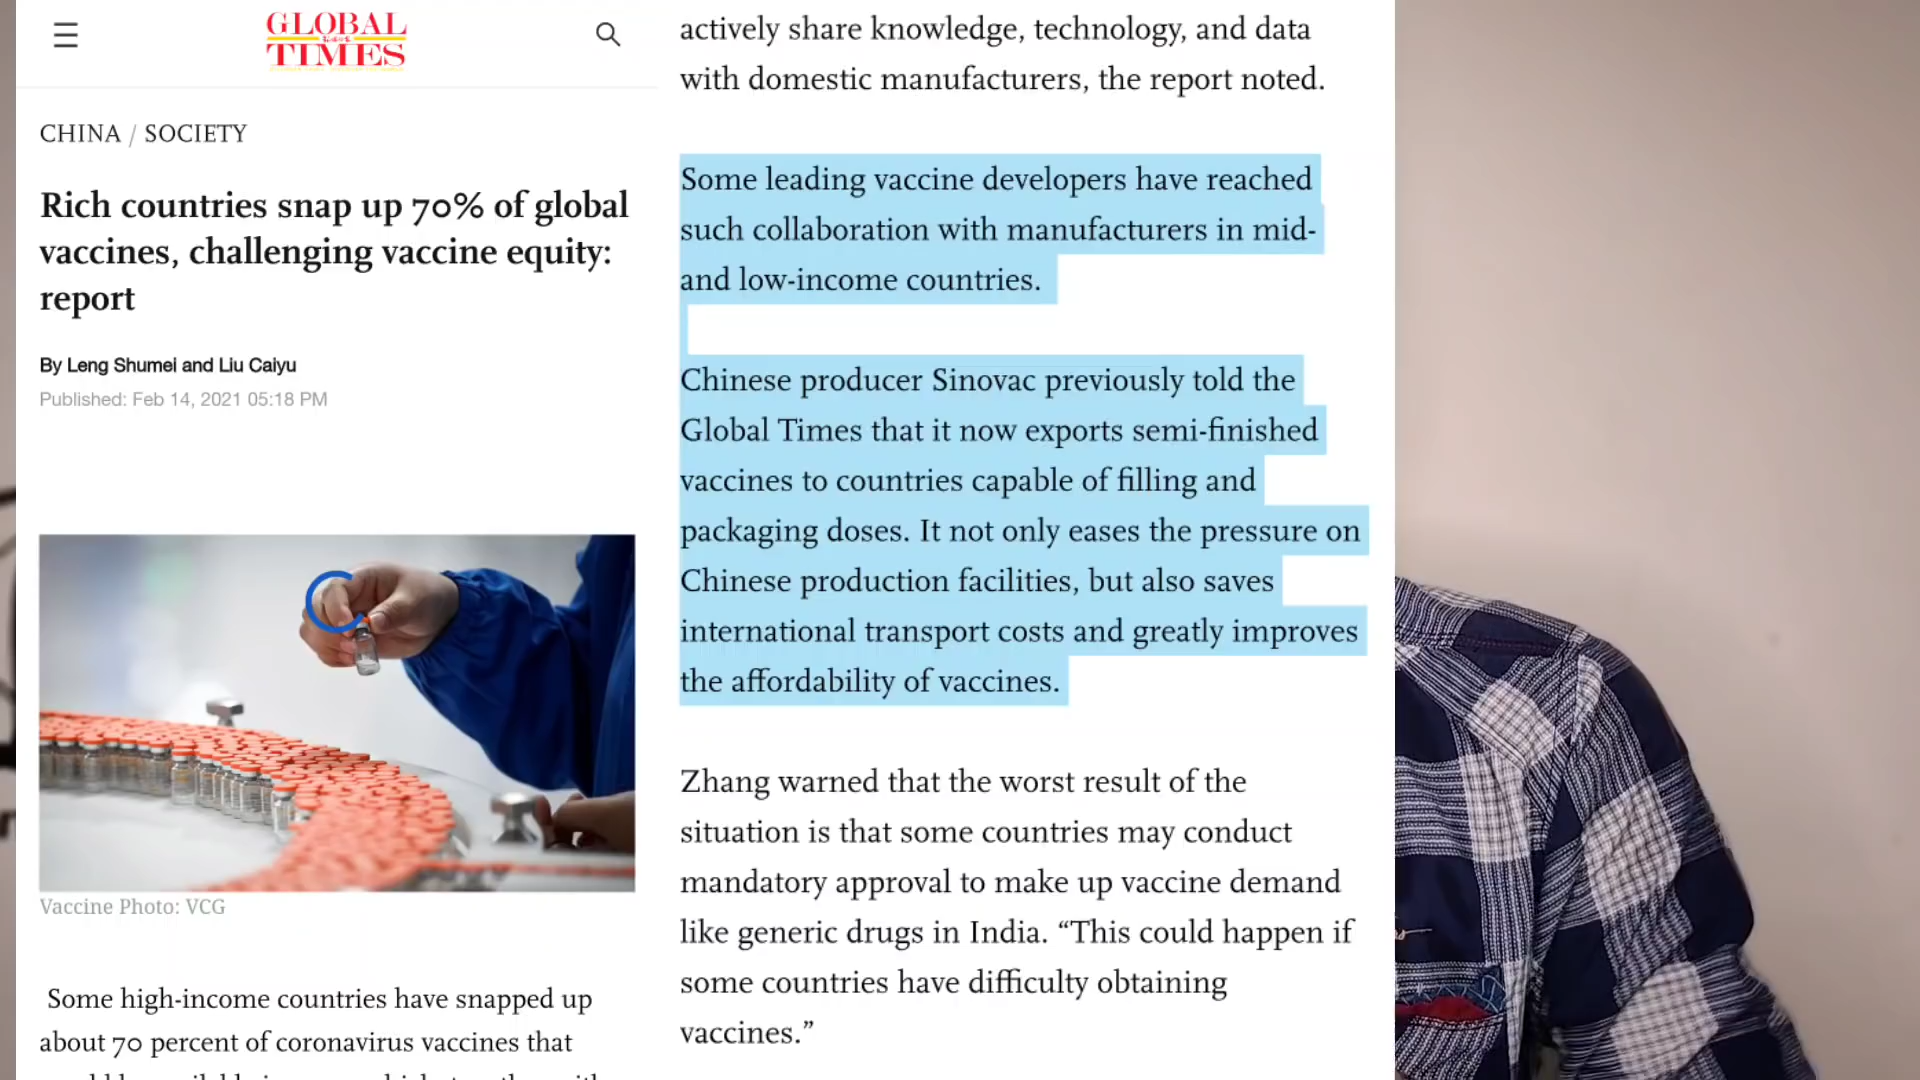 GLOBAL
TIMES
CHINA / SOCIETY
Rich countries snap up 70% of global
vaccines, challenging vaccine equity:
report
By Leng Shumei and Liu Caiyu
Published: Feb 14, 2021 05:18 PM
Vaccine Photo: VCG
Some high-income countries have snapped up
about 70 percent of coronavirus vaccines that
actively share knowledge, technology, and data
with domestic manufacturers, the report noted.
Some leading vaccine developers have reached
such collaboration with manufacturers in mid-
and low-income countries.
Chinese producer Sinovac previously told the
Global Times that it now exports semi-finished
vaccines to countries capable of filling and
packaging doses. It not only eases the pressure on
Chinese production facilities, but also saves
international transport costs and greatly improves
the affordability of vaccines.
Zhang warned that the worst result of the
situation is that some countries may conduct
mandatory approval to make up vaccine demand
like generic drugs in India. “This could happen if
some countries have difficulty obtaining
vaccines.”